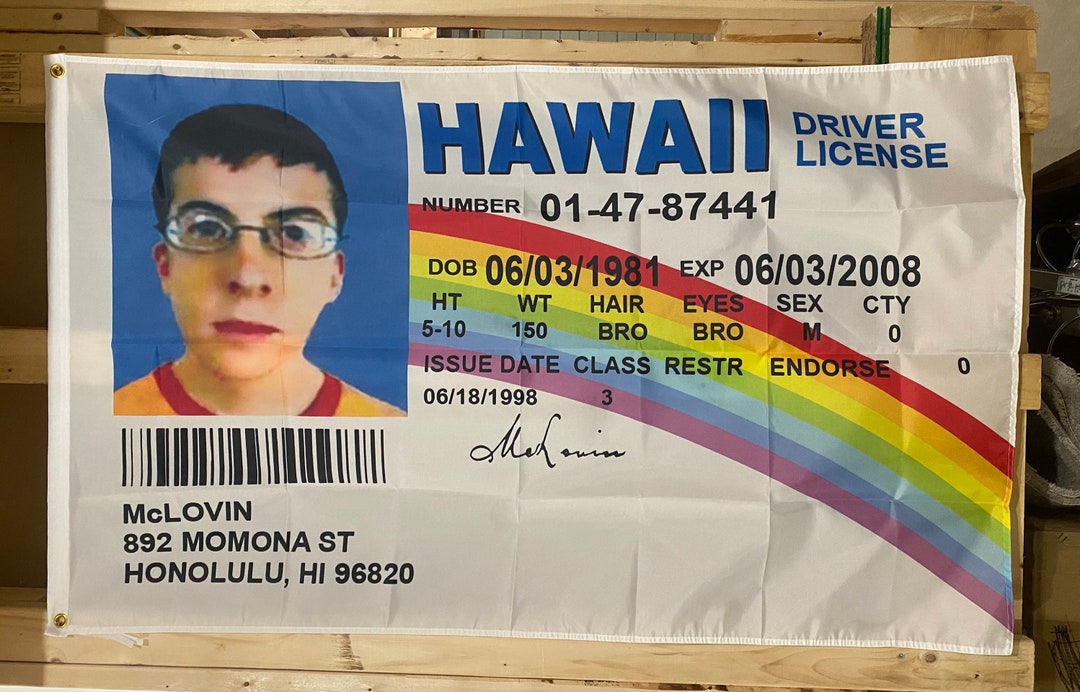 HAWAII
DRIVER
LICENSE
NUMBER 01-47-87441
DOB 06/03/1981 EXP 06/03/2008
HT WT HAIR EYES SEX CTY
5-10 150 BRO BRO M 0
ISSUE DATE CLASS RESTR ENDORSE 0
06/18/1998 3
McLovin
McLOVIN
892 MOMONA ST
HONOLULU, HI 96820